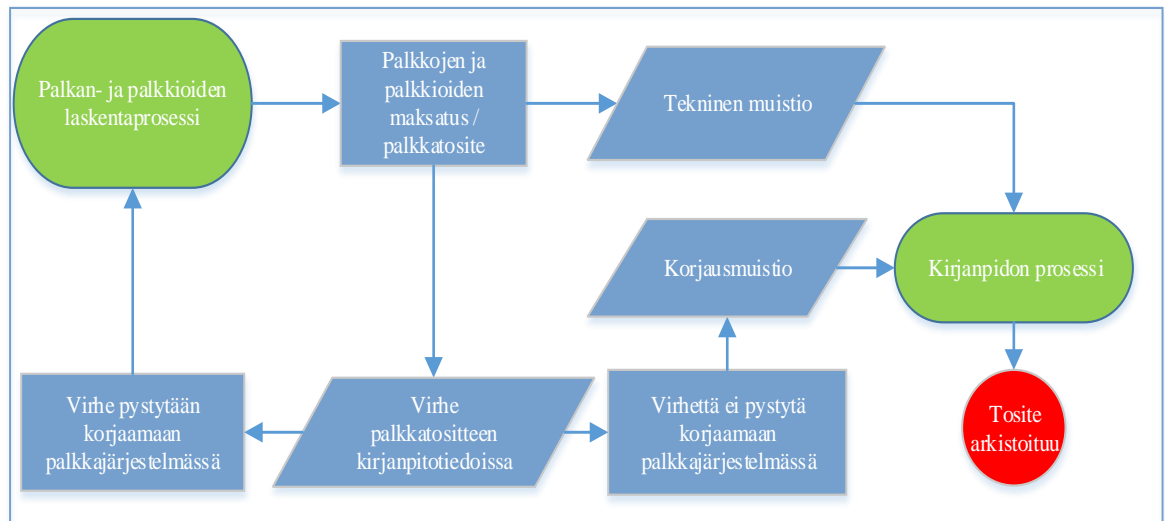 Palkan- ja palkkioiden
laskentaprosessi
Palkkojen ja
palkkioiden
maksatus /
palkkatosite
Tekninen muistio
Korjausmuistio
Kirjanpidon prosessi
Virhe pystytään
korjaamaan
palkkajärjestelmässä
Virhe
palkkatositteen
kirjanpitotiedoissa
Virhettä ei pystytä
korjaamaan
palkkajärjestelmässä
Tosite
arkistoituu